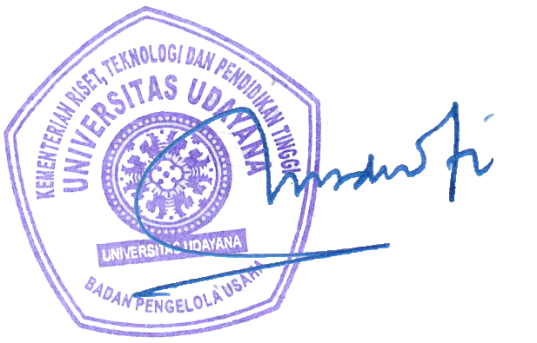 KEMENTERIAN RISET, TEKNOLOGI DAN PENDIDIKAN TINGGI
UNIVERSITAS UDAYANA
UNIVERSITAS UDAYANA
BADAN PENGELOLA USAHA